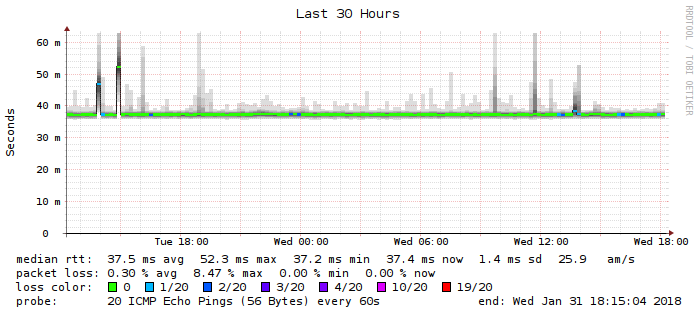 Last 30 Hours
RRDTOOL / TOBI OETIKER
Seconds
60 m
50 m
40 m
30 m
20 m
10 m
0
Tue 18:00 Wed 00:00 Wed 06:00 Wed 12:00 Wed 18:00
median rtt: 37.5 ms avg 52.3 ms max 37.2 ms min 37.4 ms now 1.4 ms sd 25.9 am/s
packet loss: 0.30 % avg 8.47 % max 0.00 % min 0.00 % now
loss color: 0 1/20 2/20 3/20 4/20 10/20 19/20
probe: 20 ICMP Echo Pings (56 Bytes) every 60s end: Wed Jan 31 18:15:04 2018